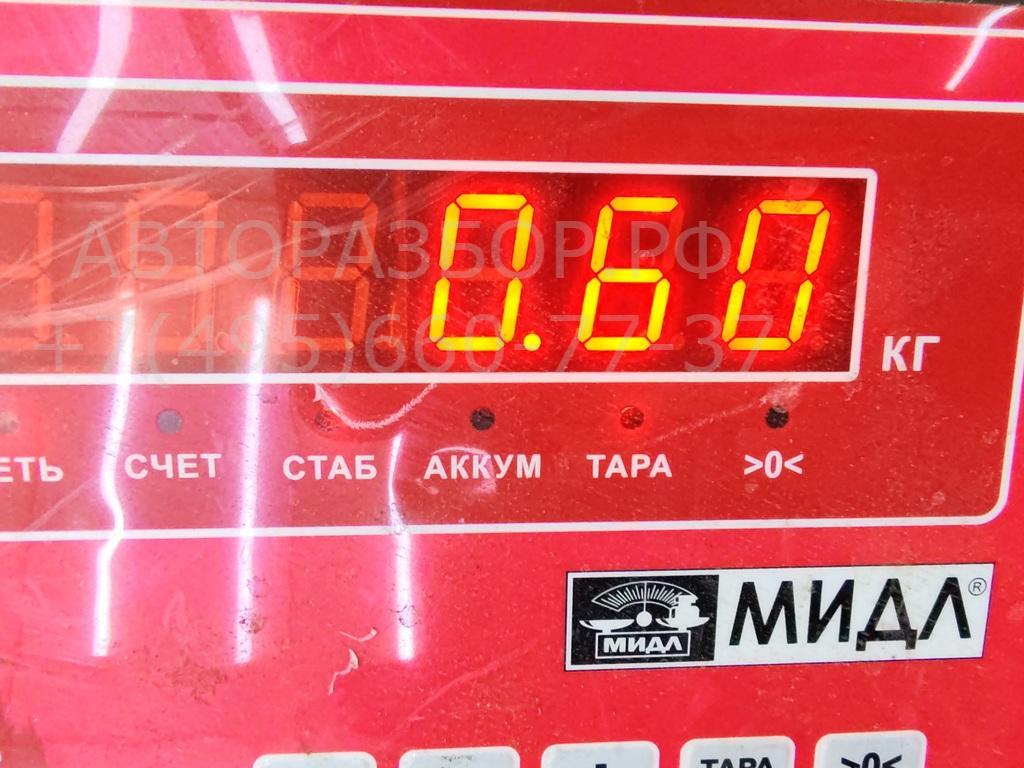 0.60
КГ
АВТОРАЗБОР.РФ
+7(495)660-77-37
ЕТЬ СЧЕТ СТАБ АККУМ ТАРА >0<
МИДЛ МИДЛ®
ТАРА >0<